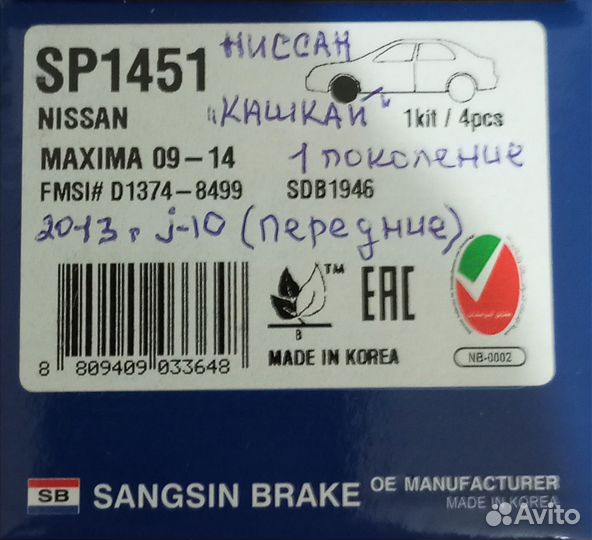 SP1451 НИССАН
NISSAN "КАШКАЙ" 1kit / 4pcs
MAXIMA 09-14 1 поколение
FMSI# D1374-8499 SDB1946
2013 г. j-10 (передние)
TM
EAC
B
8 809409 033648
MADE IN KOREA
NB-0002
SB SANGSIN BRAKE OE MANUFACTURER
MADE IN KOREA
Avito